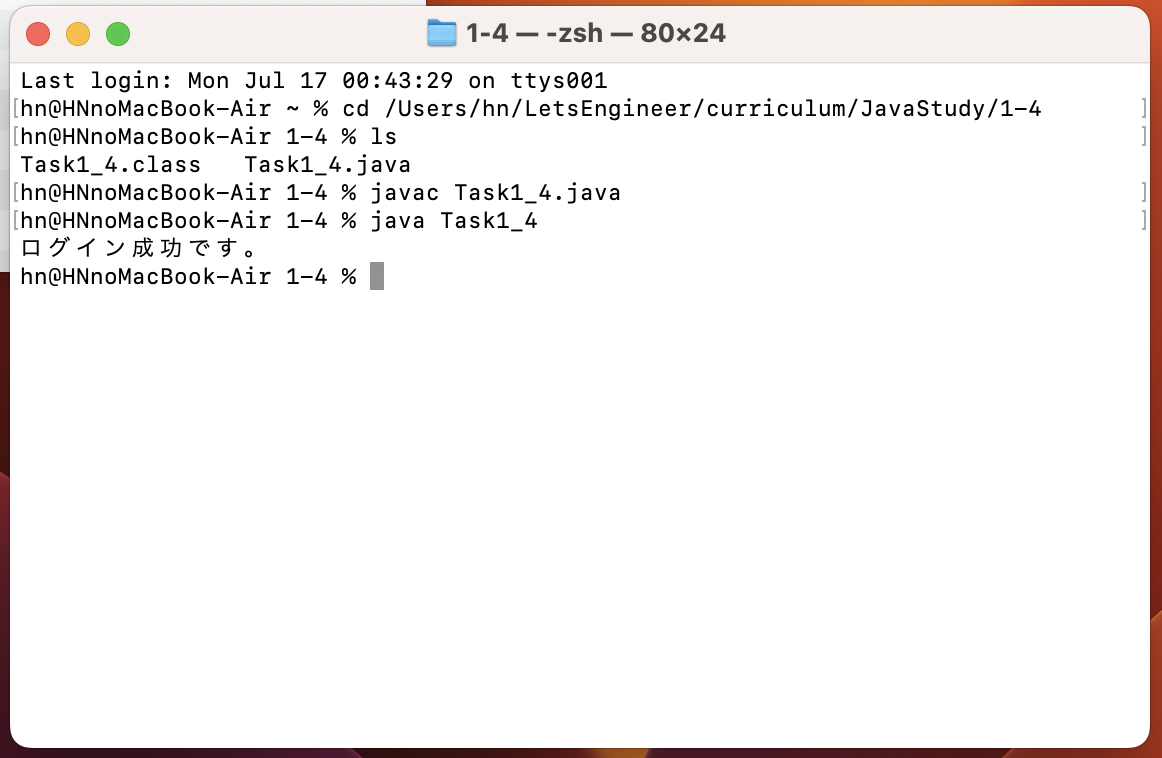 1-4 — -zsh — 80×24
Last login: Mon Jul 17 00:43:29 on ttys001
[hn@HNnoMacBook-Air ~ % cd /Users/hn/LetsEngineer/curriculum/JavaStudy/1-4 ]
[hn@HNnoMacBook-Air 1-4 % ls ]
Task1_4.class Task1_4.java
[hn@HNnoMacBook-Air 1-4 % javac Task1_4.java ]
[hn@HNnoMacBook-Air 1-4 % java Task1_4 ]
ログイン成功です。
hn@HNnoMacBook-Air 1-4 %